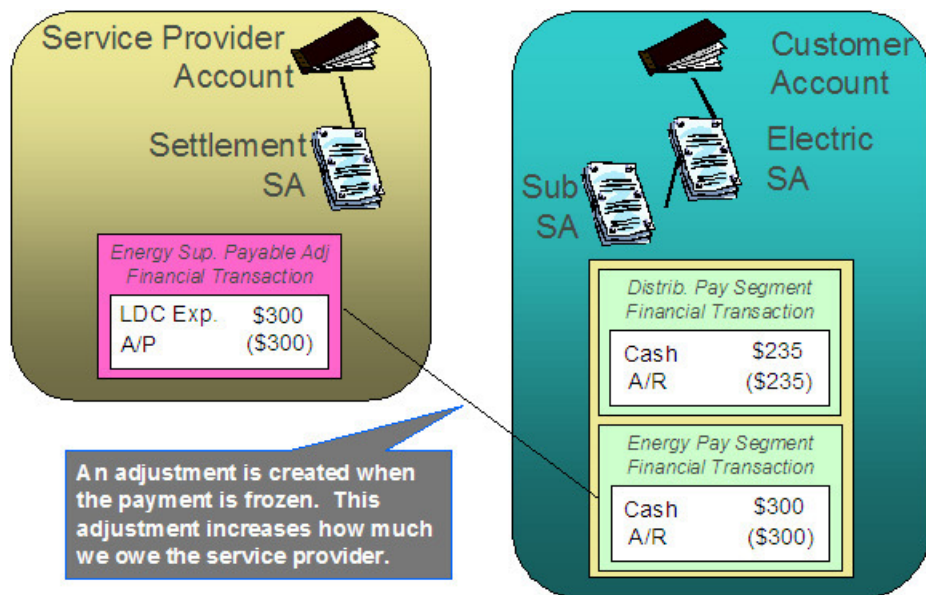 Service Provider
Account
Settlement
SA
Energy Sup. Payable Adj
Financial Transaction
LDC Exp. $300
A/P ($300)
An adjustment is created when
the payment is frozen. This
adjustment increases how much
we owe the service provider.
Customer
Account
Electric
SA
Sub
SA
Distrib. Pay Segment
Financial Transaction
Cash $235
A/R ($235)
Energy Pay Segment
Financial Transaction
Cash $300
A/R ($300)